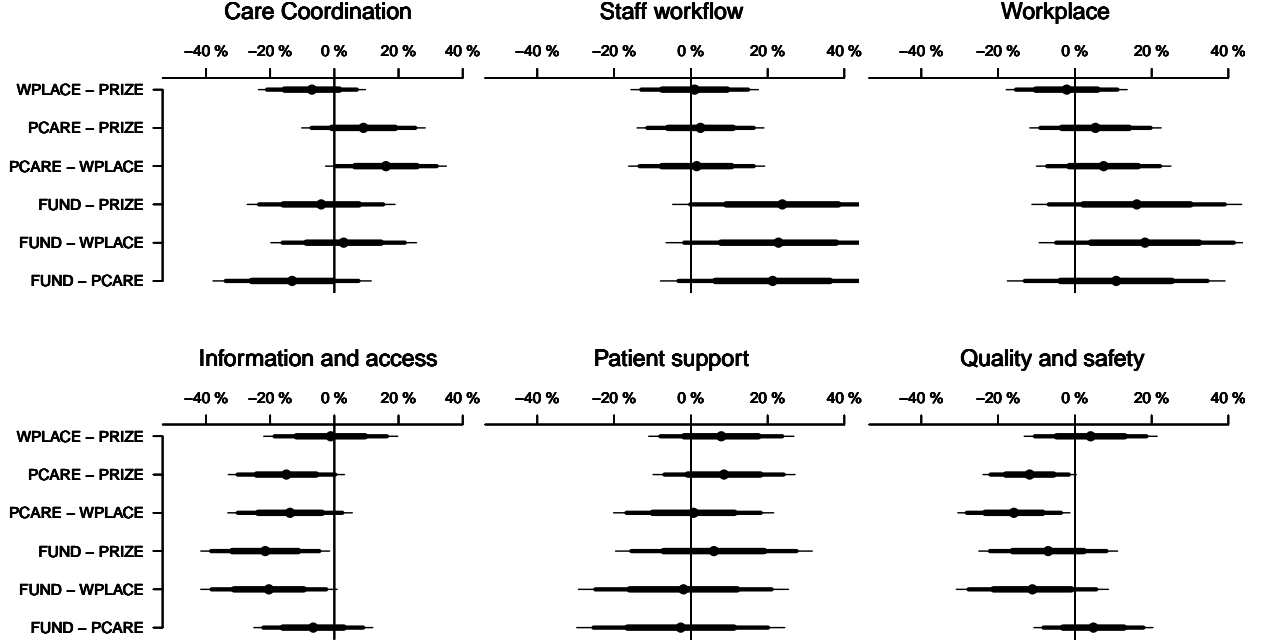 Care Coordination Staff workflow Workplace
−40 % −20 % 0 % 20 % 40 % −40 % −20 % 0 % 20 % 40 % −40 % −20 % 0 % 20 % 40 %
WPLACE − PRIZE
PCARE − PRIZE
PCARE − WPLACE
FUND − PRIZE
FUND − WPLACE
FUND − PCARE
Information and access Patient support Quality and safety
−40 % −20 % 0 % 20 % 40 % −40 % −20 % 0 % 20 % 40 % −40 % −20 % 0 % 20 % 40 %
WPLACE − PRIZE
PCARE − PRIZE
PCARE − WPLACE
FUND − PRIZE
FUND − WPLACE
FUND − PCARE